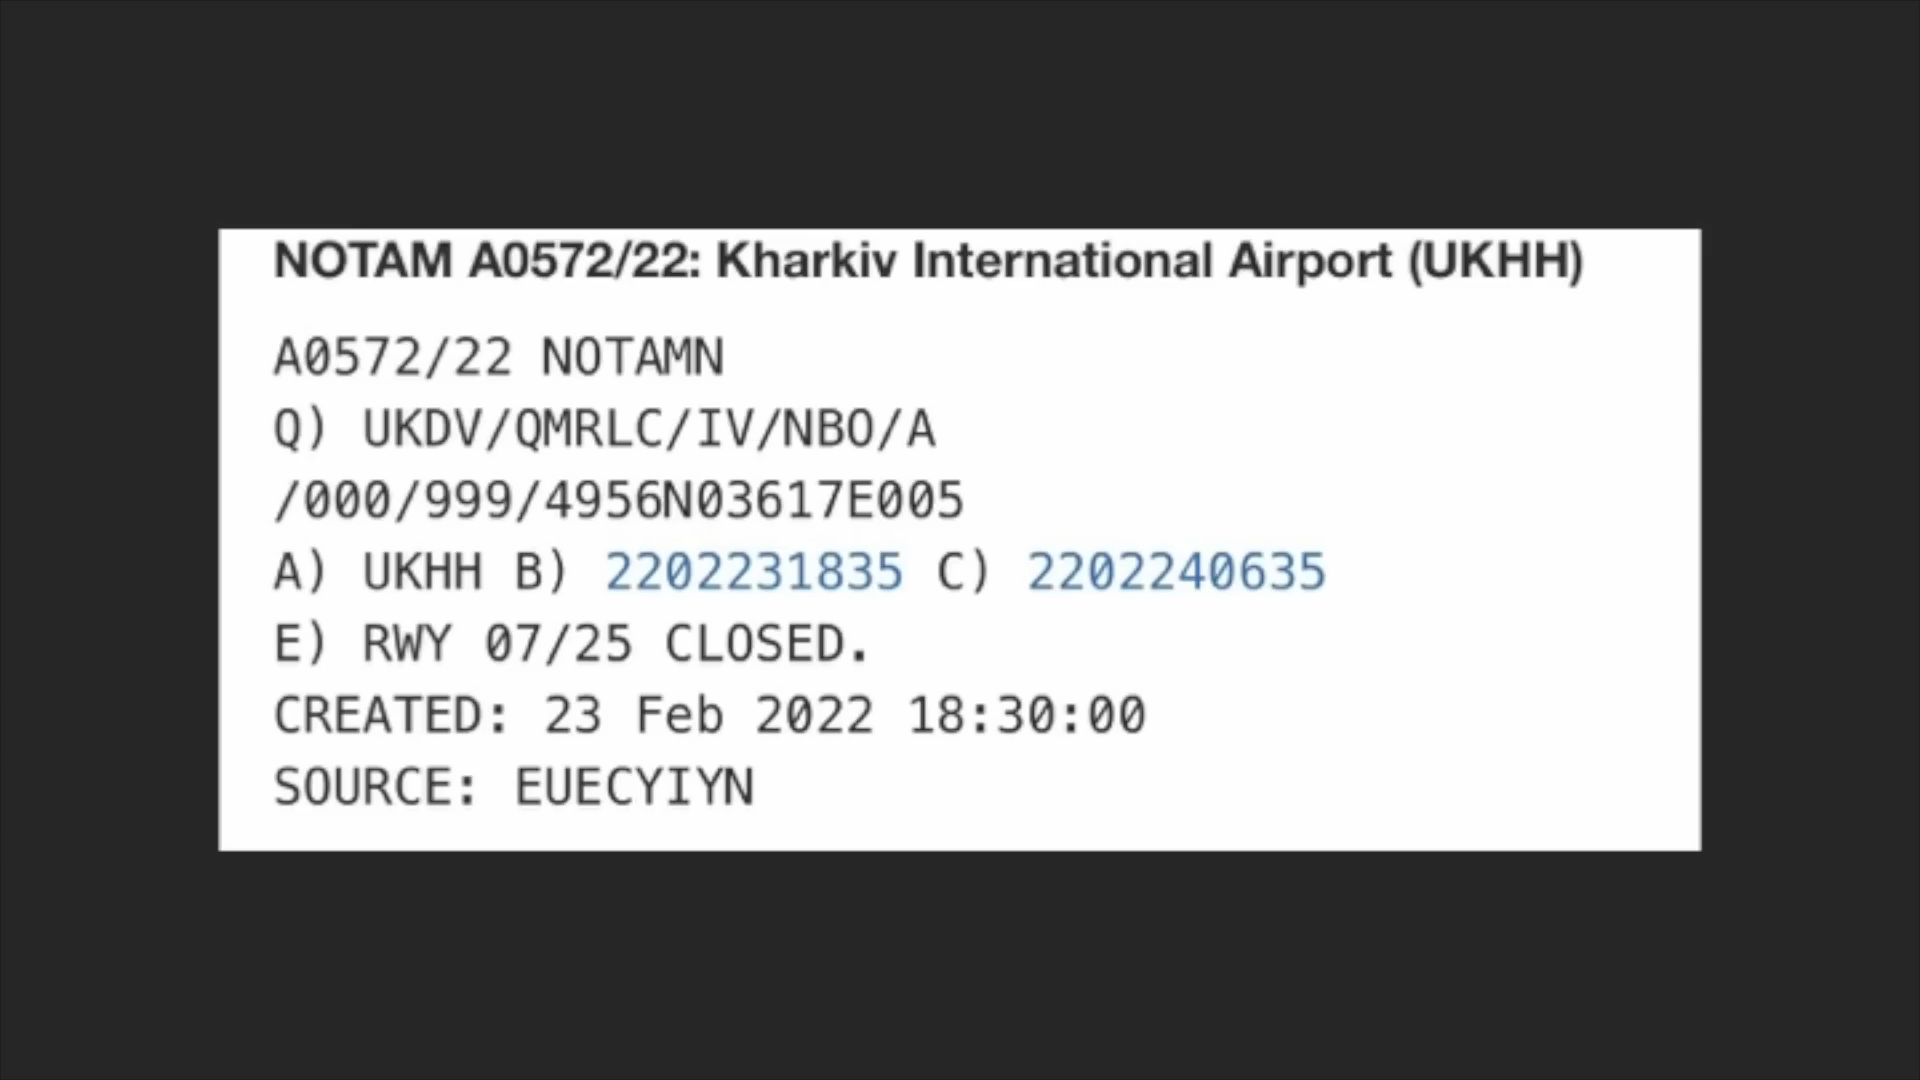 NOTAM A0572/22: Kharkiv International Airport (UKHH)
A0572/22 NOTAMN
Q) UKDV/QMRLC/IV/NBO/A
/000/999/4956N03617E005
A) UKHH B) 2202231835 C) 2202240635
E) RWY 07/25 CLOSED.
CREATED: 23 Feb 2022 18:30:00
SOURCE: EUECYIYN